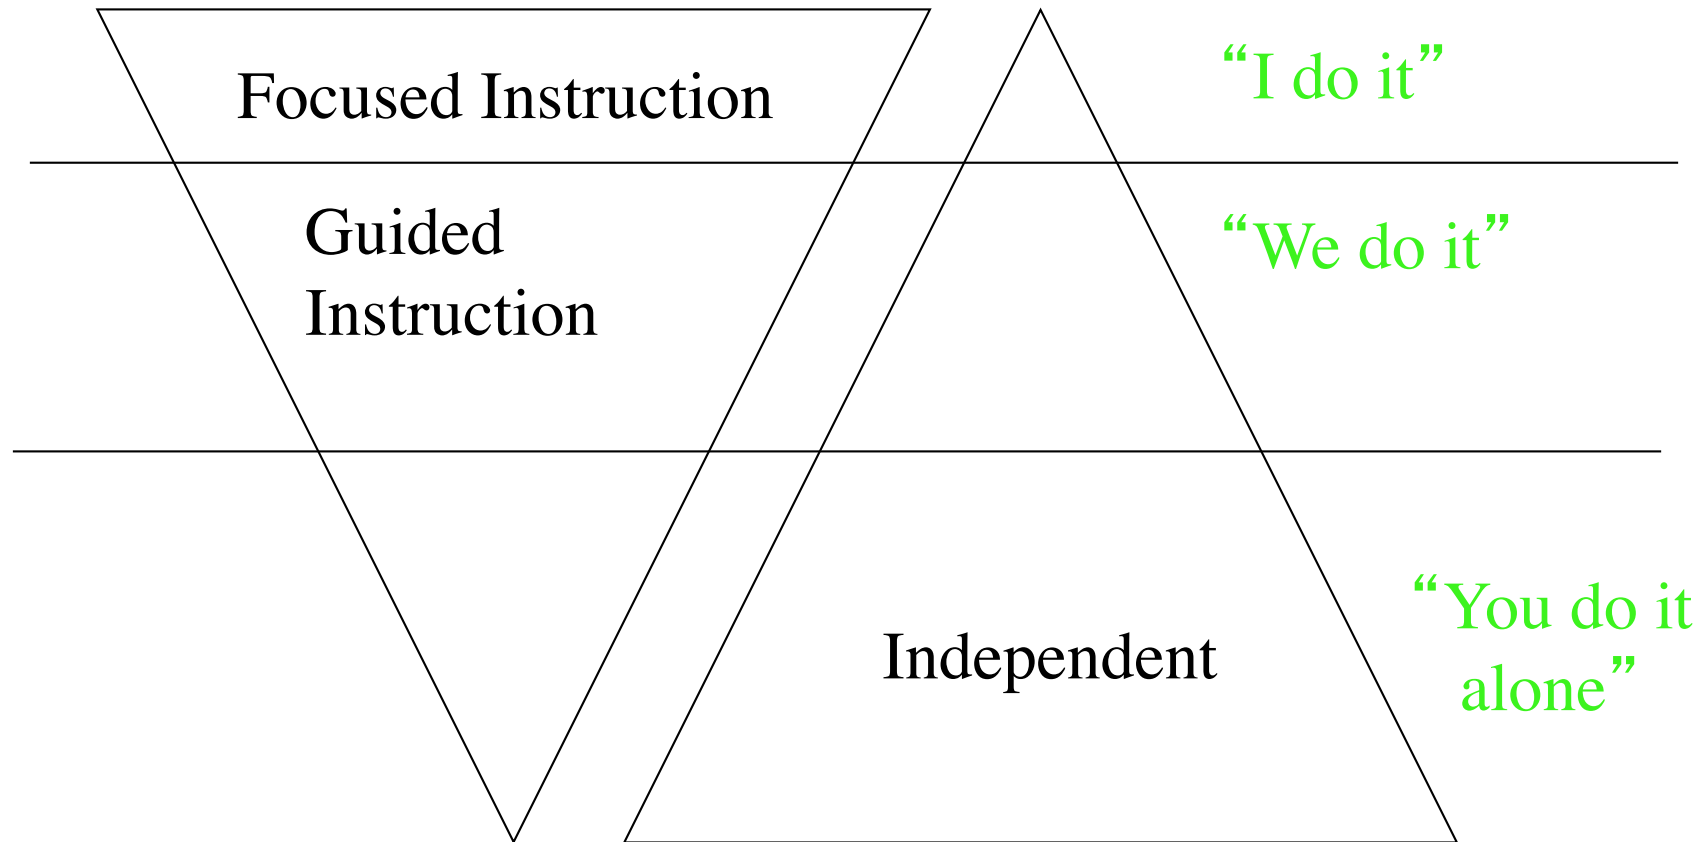 Focused Instruction
“I do it”
Guided
Instruction
“We do it”
Independent
“You do it
alone”